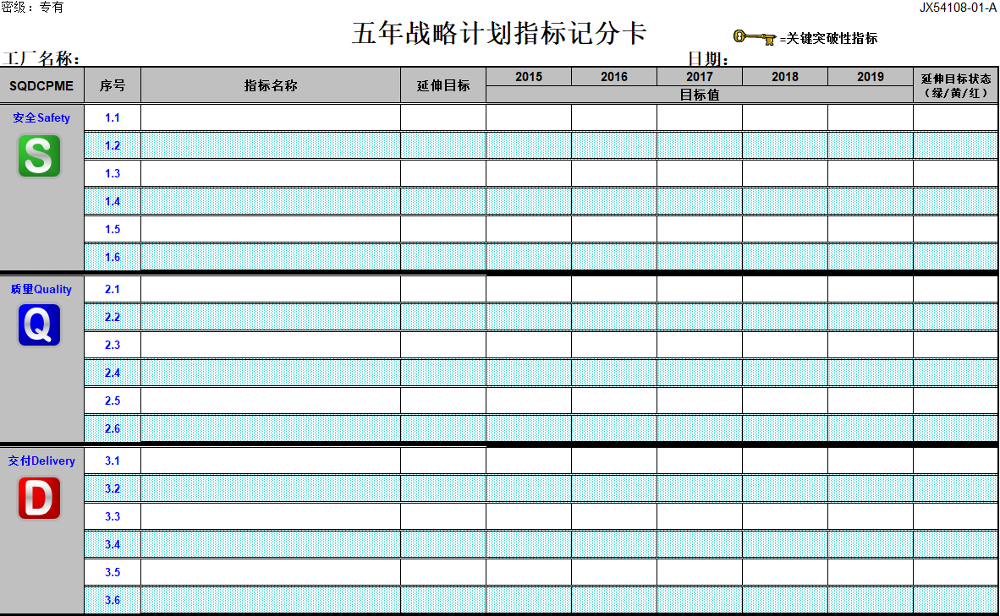 密级：专有
JX54108-01-A
五年战略计划指标记分卡
=关键突破性指标
工厂名称：
日期：
SQDCPME 序号 指标名称 延伸目标 2015 2016 2017 2018 2019 延伸目标状态
目标值 （绿/黄/红）
安全Safety 1.1
S
1.2
1.3
1.4
1.5
1.6
质量Quality 2.1
Q
2.2
2.3
2.4
2.5
2.6
交付Delivery 3.1
D
3.2
3.3
3.4
3.5
3.6